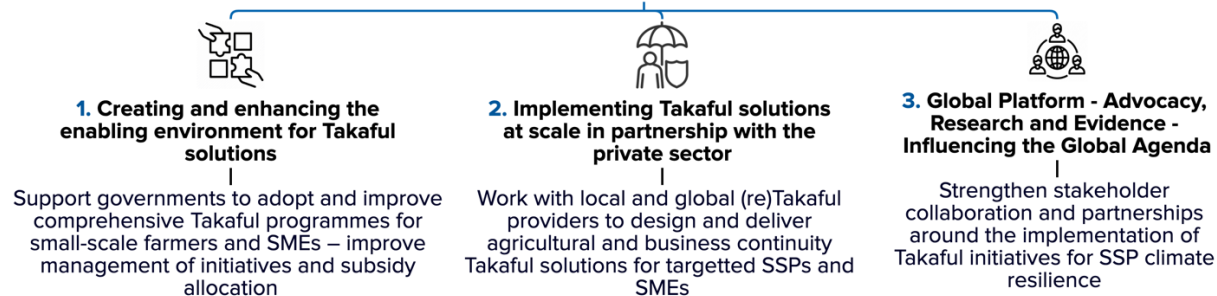 1. Creating and enhancing the
enabling environment for Takaful
solutions
Support governments to adopt and improve
comprehensive Takaful programmes for
small-scale farmers and SMEs – improve
management of initiatives and subsidy
allocation
2. Implementing Takaful solutions
at scale in partnership with the
private sector
Work with local and global (re)Takaful
providers to design and deliver
agricultural and business continuity
Takaful solutions for targetted SSPs and
SMEs
3. Global Platform - Advocacy,
Research and Evidence -
Influencing the Global Agenda
Strengthen stakeholder
collaboration and partnerships
around the implementation of
Takaful initiatives for SSP climate
resilience